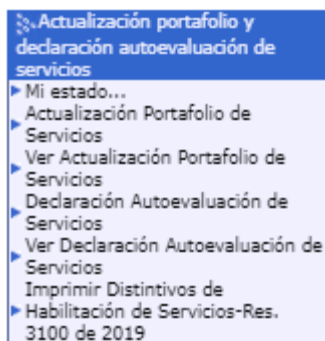 Actualización portafolio y
declaración autoevaluación de
servicios
Mi estado...
Actualización Portafolio de
Servicios
Ver Actualización Portafolio de
Servicios
Declaración Autoevaluación de
Servicios
Ver Declaración Autoevaluación de
Servicios
Imprimir Distintivos de
Habilitación de Servicios-Res.
3100 de 2019